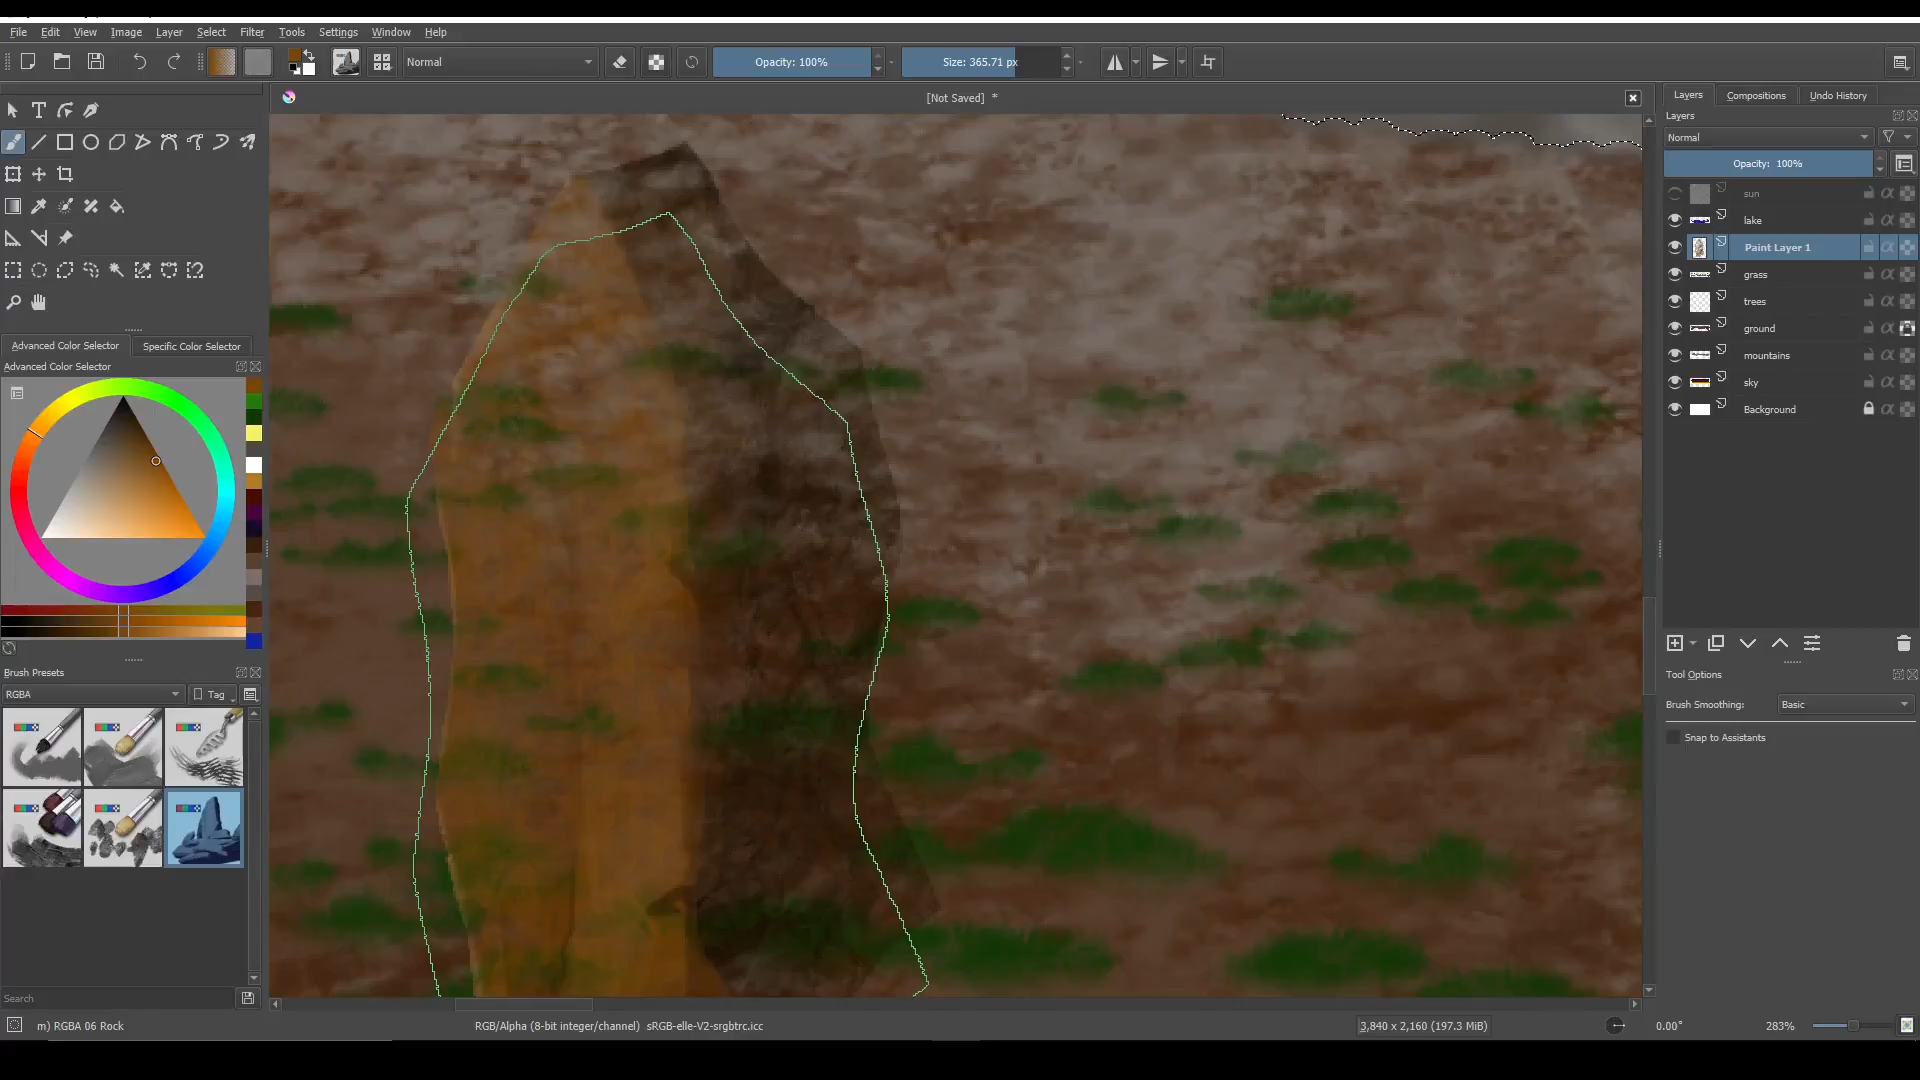 File Edit View Image Layer Select Filter Tools Settings Window Help
Normal
Opacity: 100%
Size: 365.71 px
[Not Saved] *
Layers Compositions Undo History
Layers
Normal
Opacity: 100%
sun
lake
Paint Layer 1
grass
trees
ground
mountains
sky
Background
Advanced Color Selector Specific Color Selector
Advanced Color Selector
Brush Presets
RGBA
Tag
Search
Tool Options
Brush Smoothing: Basic
Snap to Assistants
m) RGBA 06 Rock
RGB/Alpha (8-bit integer/channel) sRGB-elle-V2-srgbtrc.icc
3,840 x 2,160 (197.3 MiB)
0.00°
283%